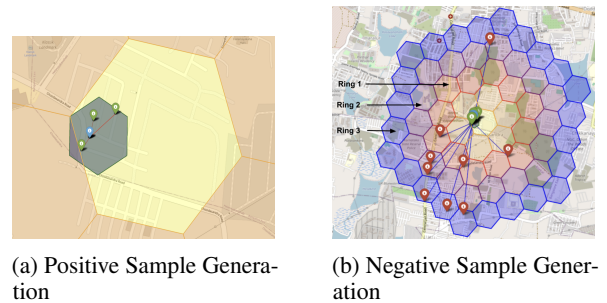 Ring 1
Ring 2
Ring 3
(a) Positive Sample Genera-
tion
(b) Negative Sample Gener-
ation